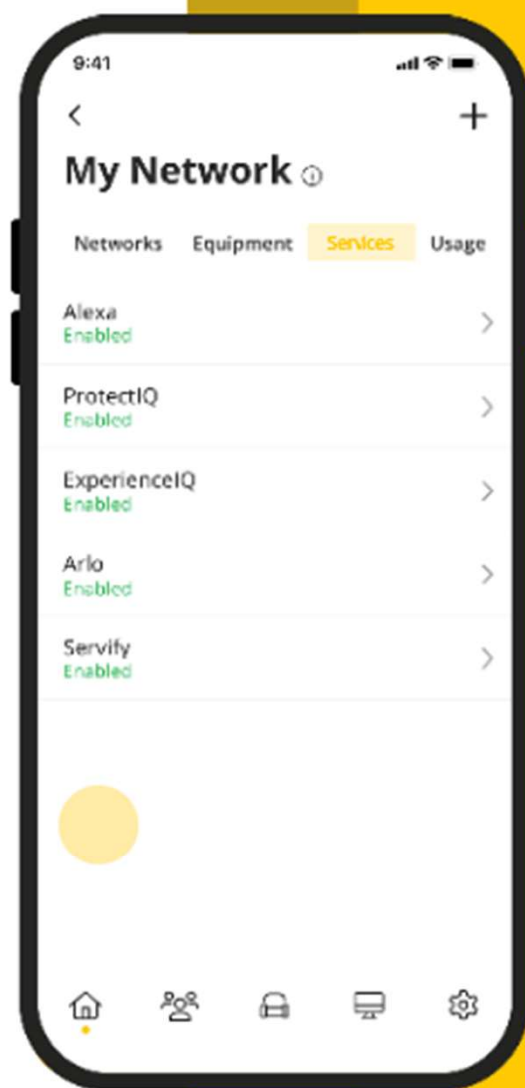 9:41
My Network
Networks Equipment Services Usage
Alexa
Enabled
ProtectIQ
Enabled
ExperienceIQ
Enabled
Arlo
Enabled
Servify
Enabled